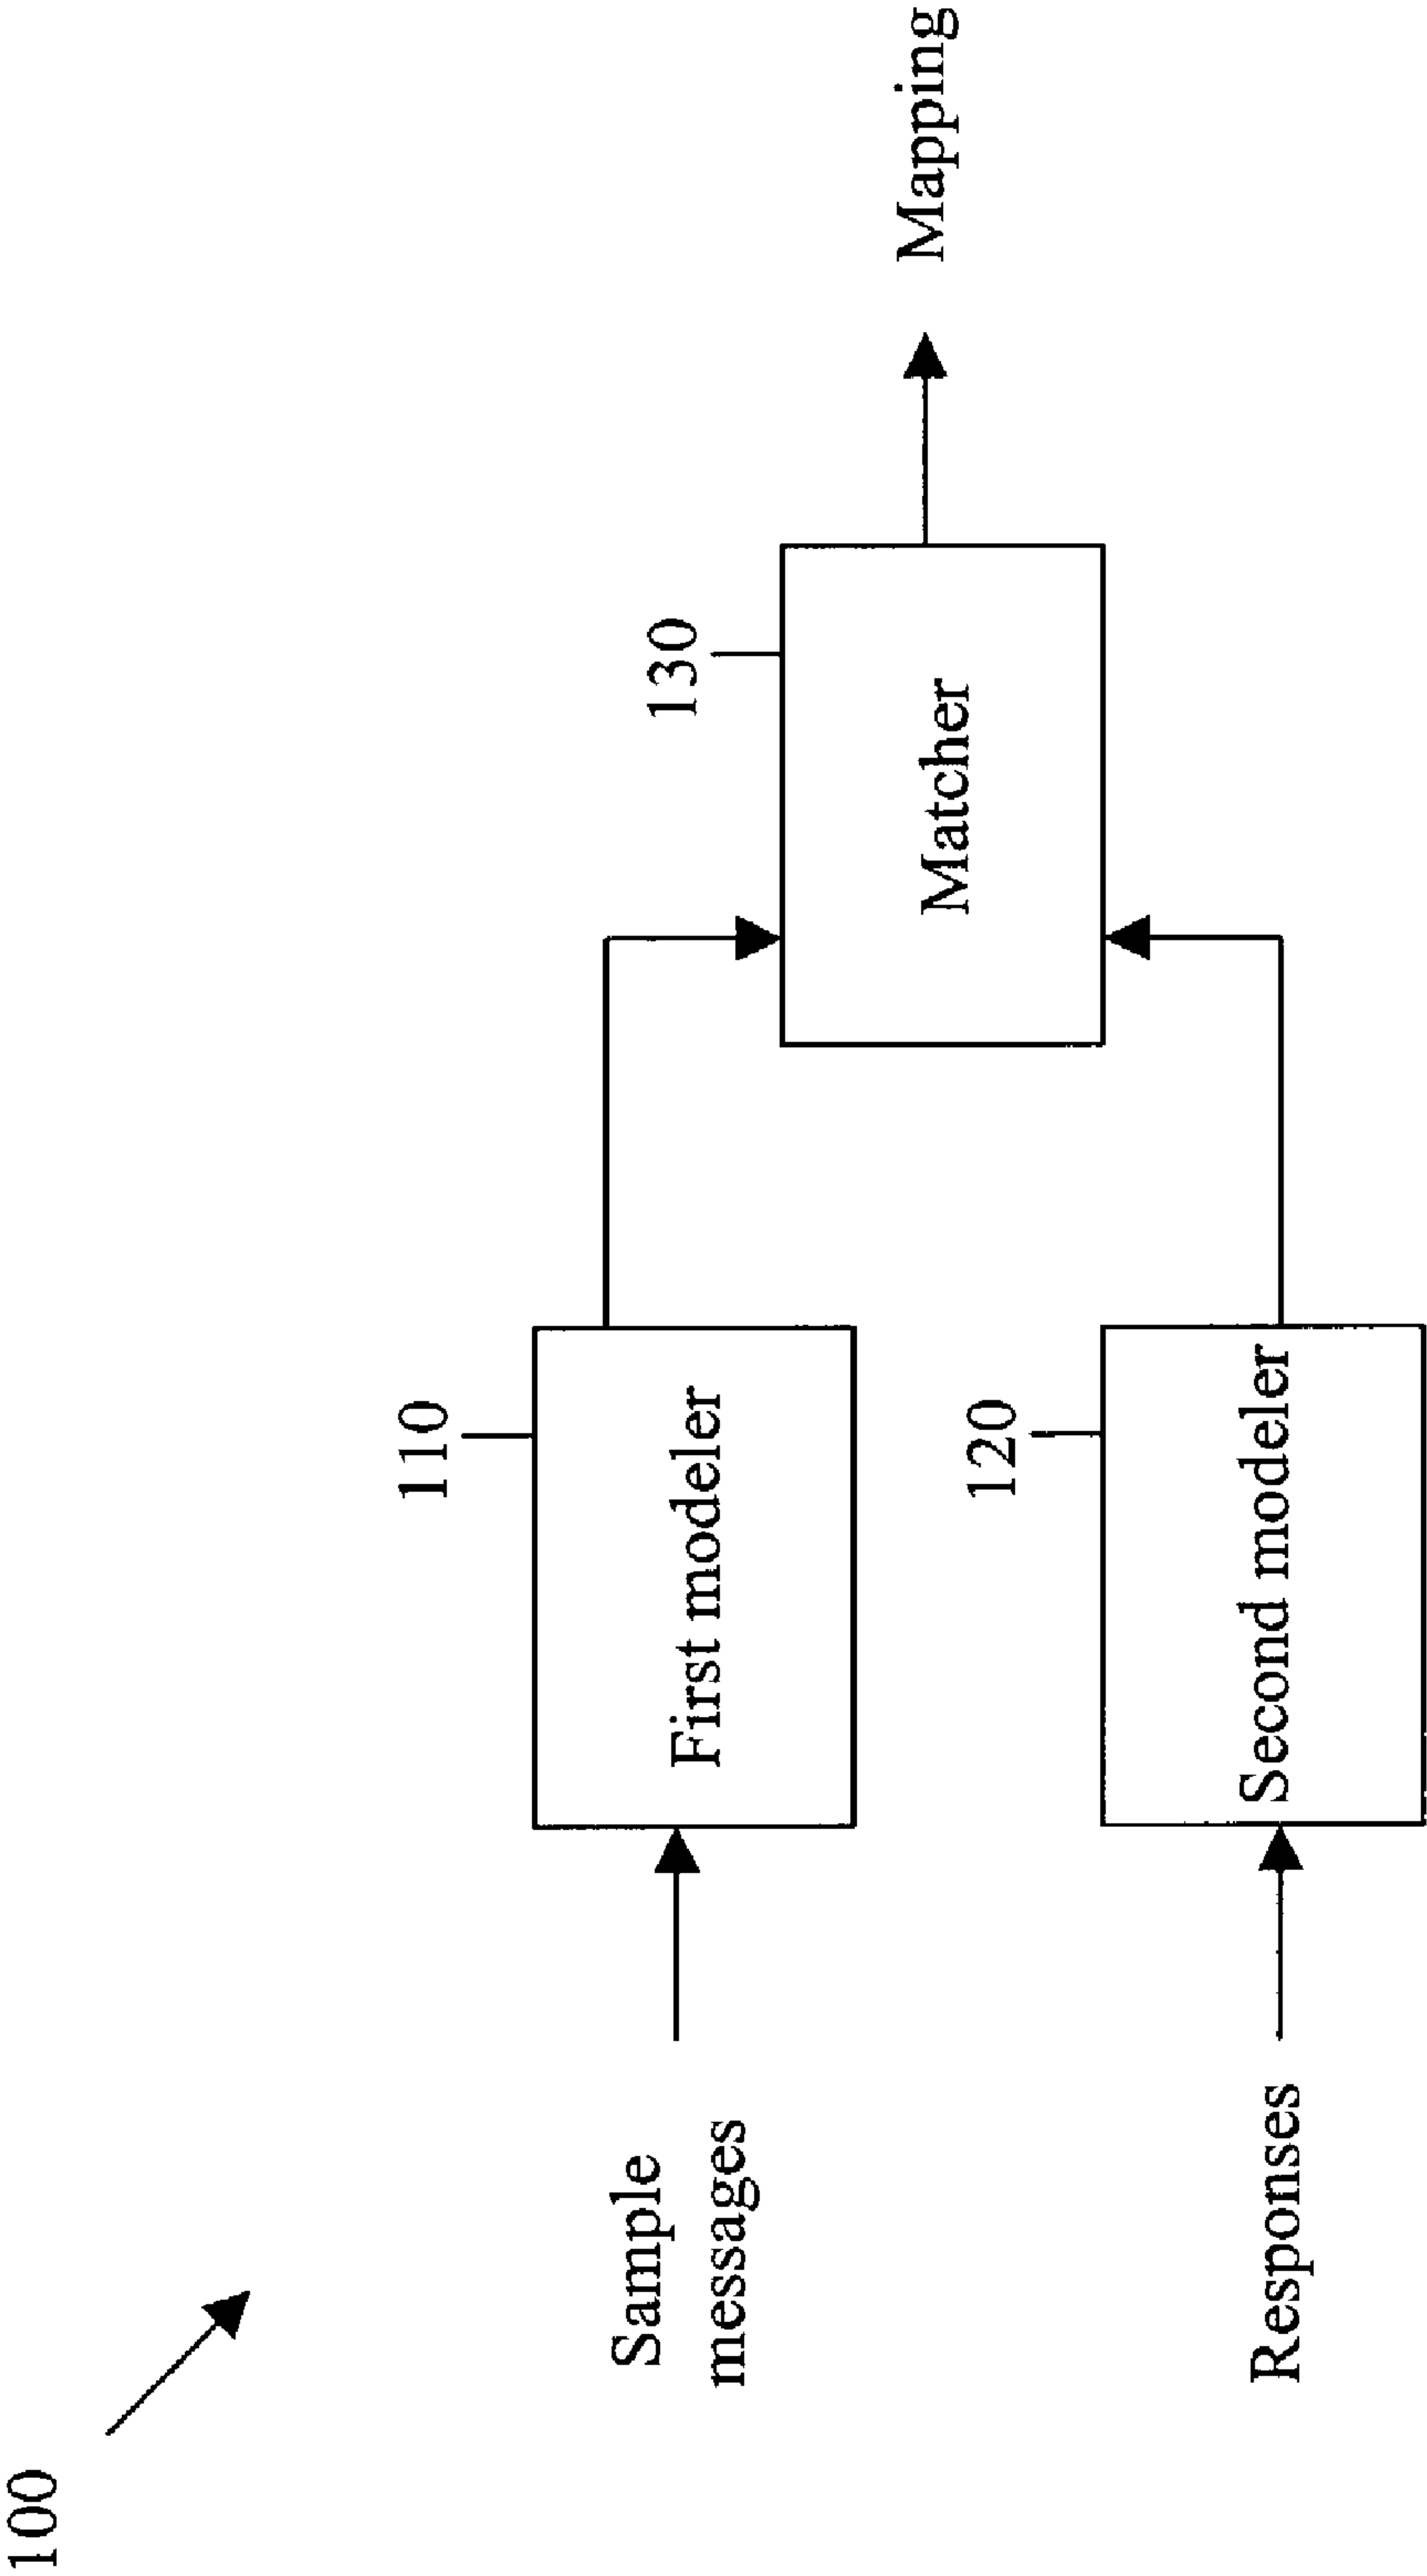 100
110
Sample
messages
First modeler
130
Matcher
Mapping
120
Responses
Second modeler